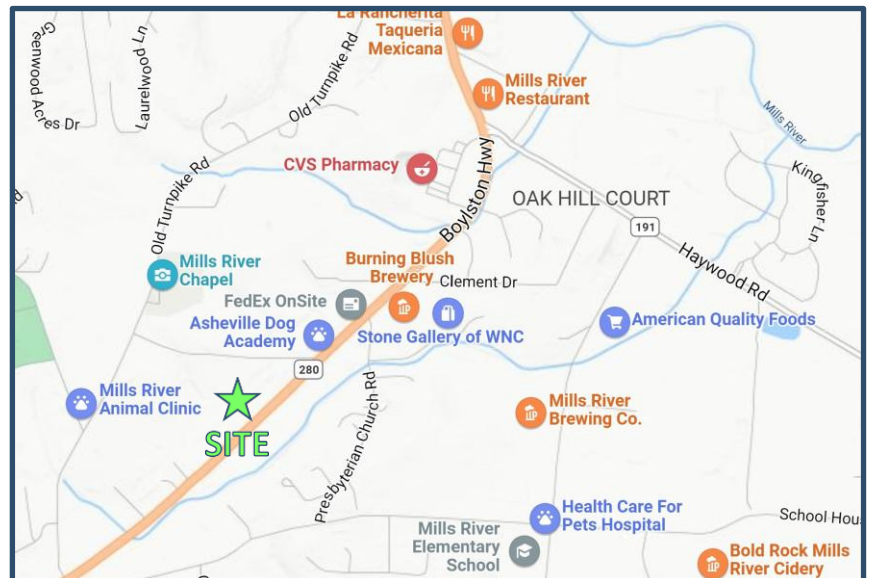 La Rancherita
Taqueria
Mexicana
Mills River
Restaurant
Greenwood Acres Dr
Laurelwood Ln
Old Turnpike Rd
Mills River
CVS Pharmacy
Boylston Hwy
OAK HILL COURT
Kingfisher Ln
191
Haywood Rd
Old Turnpike Rd
Mills River
Chapel
Burning Blush
Brewery
Clement Dr
FedEx OnSite
Asheville Dog
Academy
Stone Gallery of WNC
American Quality Foods
280
Mills River
Animal Clinic
SITE
Presbyterian Church Rd
Mills River
Brewing Co.
Health Care For
Pets Hospital
School Hou
Mills River
Elementary
School
Bold Rock Mills
River Cidery